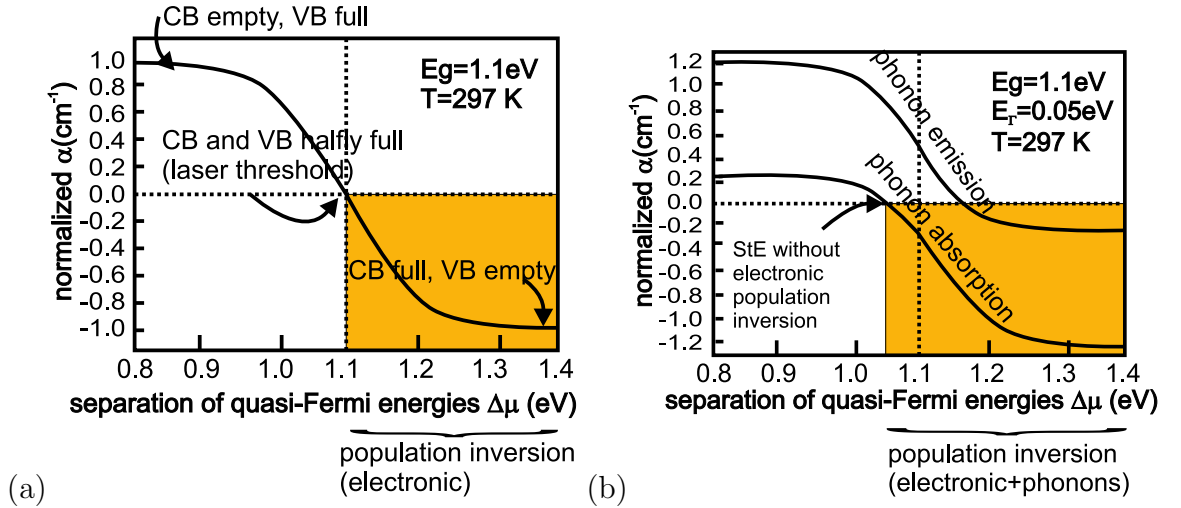 CB empty, VB full
normalized α(cm⁻¹)
1.0
0.8
0.6
0.4
0.2
0.0
-0.2
-0.4
-0.6
-0.8
-1.0
Eg=1.1eV
T=297 K
CB and VB halfly full
(laser threshold)
CB full, VB empty
0.8 0.9 1.0 1.1 1.2 1.3 1.4
separation of quasi-Fermi energies Δμ (eV)
population inversion
(electronic)
(a)
normalized α(cm⁻¹)
1.2
1.0
0.8
0.6
0.4
0.2
0.0
-0.2
-0.4
-0.6
-0.8
-1.0
-1.2
phonon emission
phonon absorption
Eg=1.1eV
Eᵣ=0.05eV
T=297 K
StE without
electronic
population
inversion
0.8 0.9 1.0 1.1 1.2 1.3 1.4
separation of quasi-Fermi energies Δμ (eV)
population inversion
(electronic+phonons)
(b)